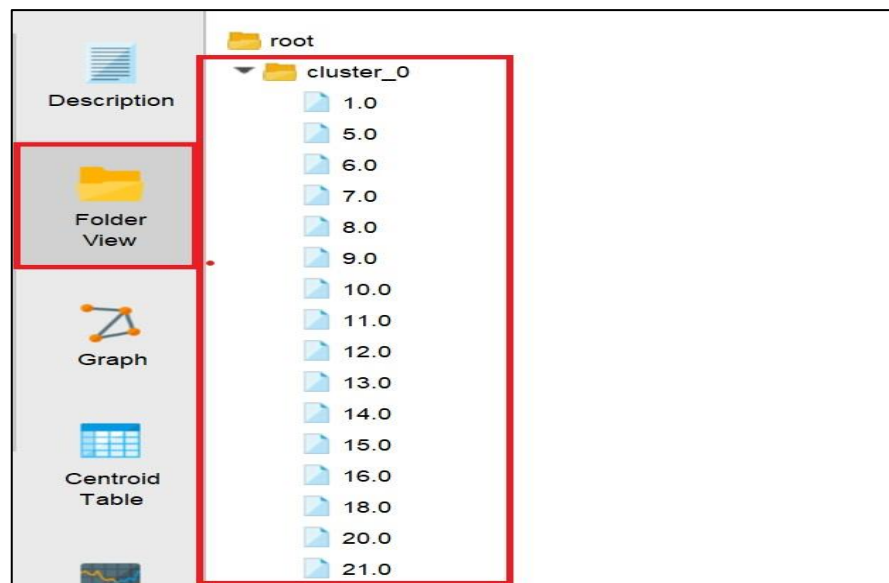 Description
Folder
View
Graph
Centroid
Table
root
cluster_0
1.0
5.0
6.0
7.0
8.0
9.0
10.0
11.0
12.0
13.0
14.0
15.0
16.0
18.0
20.0
21.0